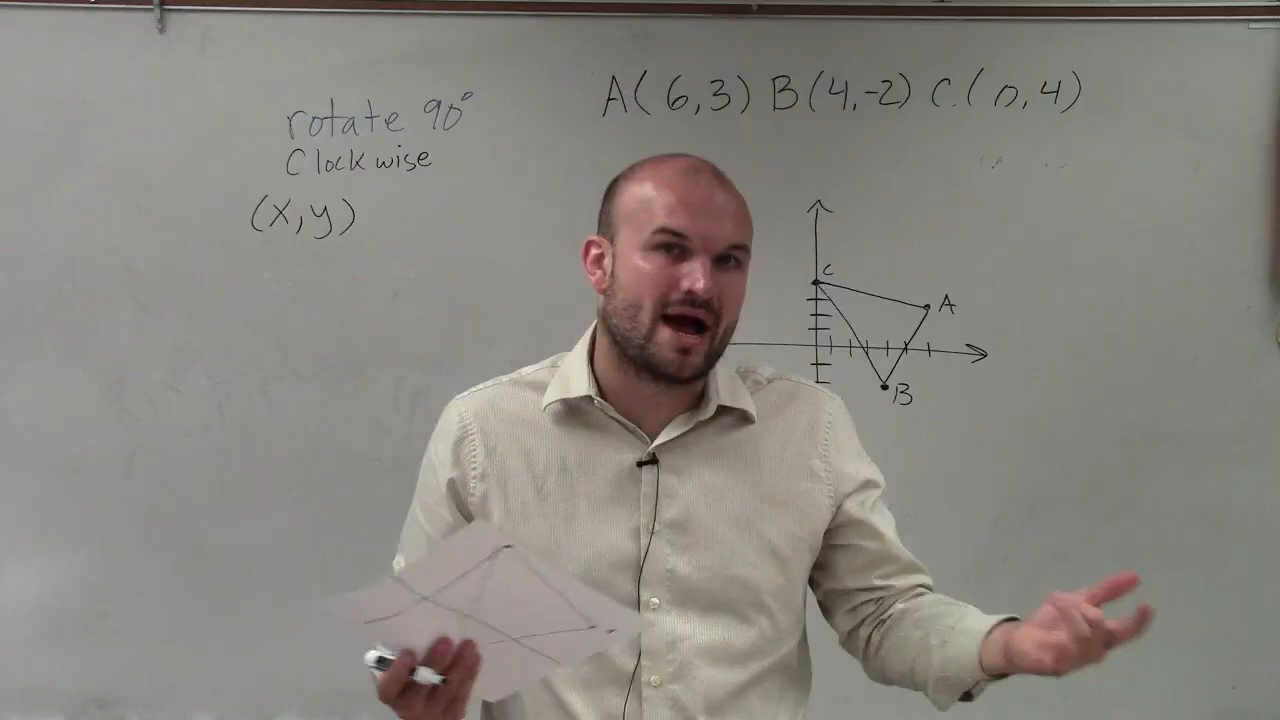 rotate 90°
Clockwise
(x,y)
A(6,3) B(4,-2) C(0,4)
C
A
B